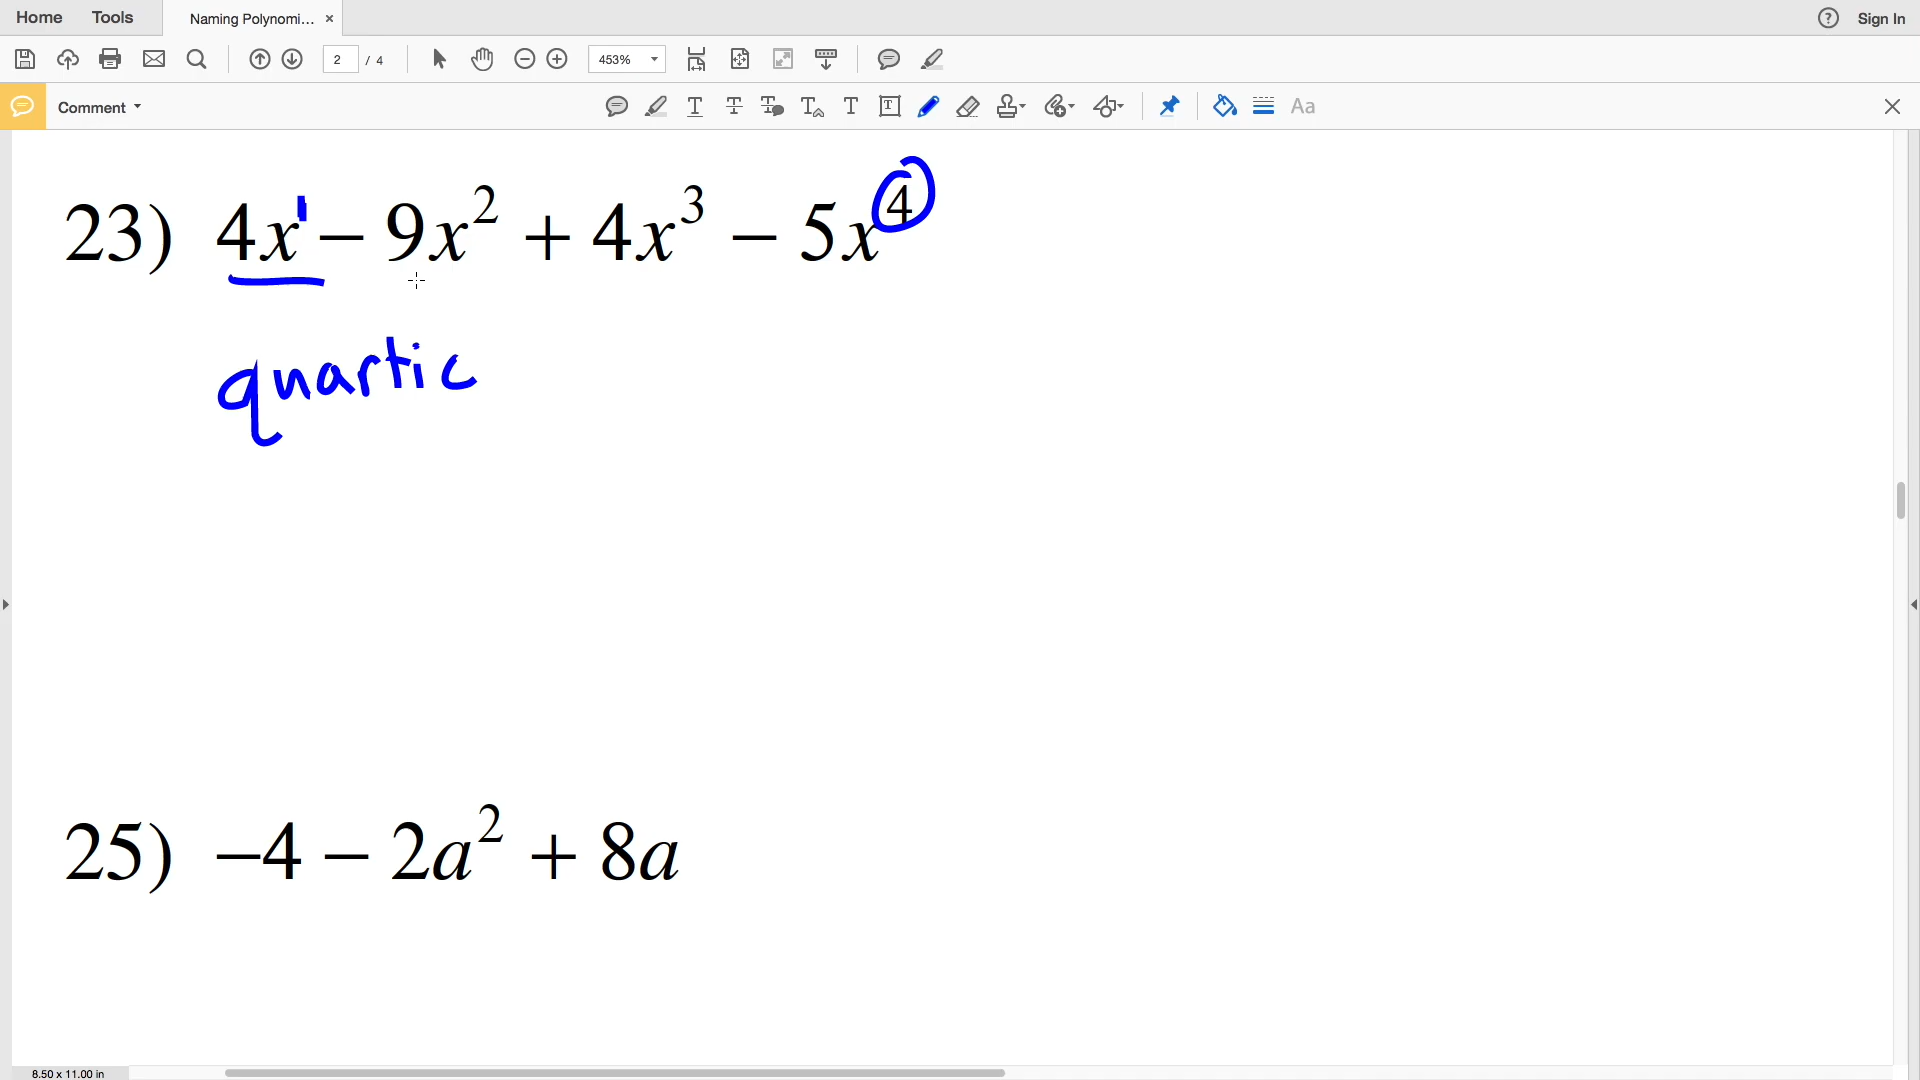 Home Tools Naming Polynomi... × ? Sign In
2 / 4 453%
Comment T T T T T T Aa
23) 4x¹ − 9x² + 4x³ − 5x⁴
quartic
25) −4 − 2a² + 8a
8.50 x 11.00 in